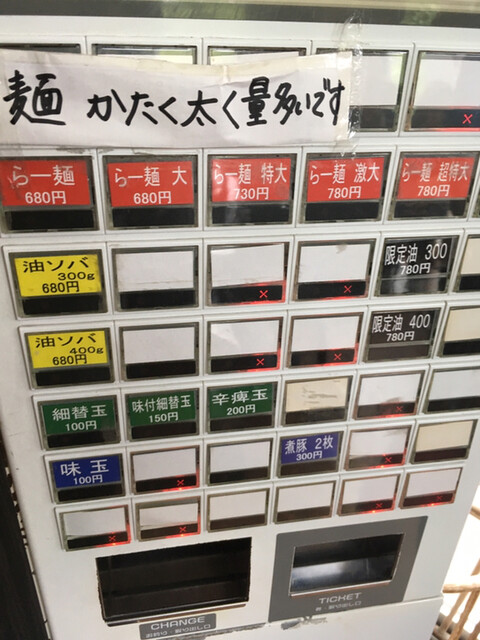 麺 かたく太く量多いです
らー麺
680円
らー麺 大
680円
らー麺 特大
730円
らー麺 激大
780円
らー麺 超特大
780円
油ソバ
300g
680円
限定油 300
780円
油ソバ
400g
680円
限定油 400
780円
細替玉
100円
味付細替玉
150円
辛痺玉
200円
味玉
100円
煮豚 2枚
300円
CHANGE
TICKET